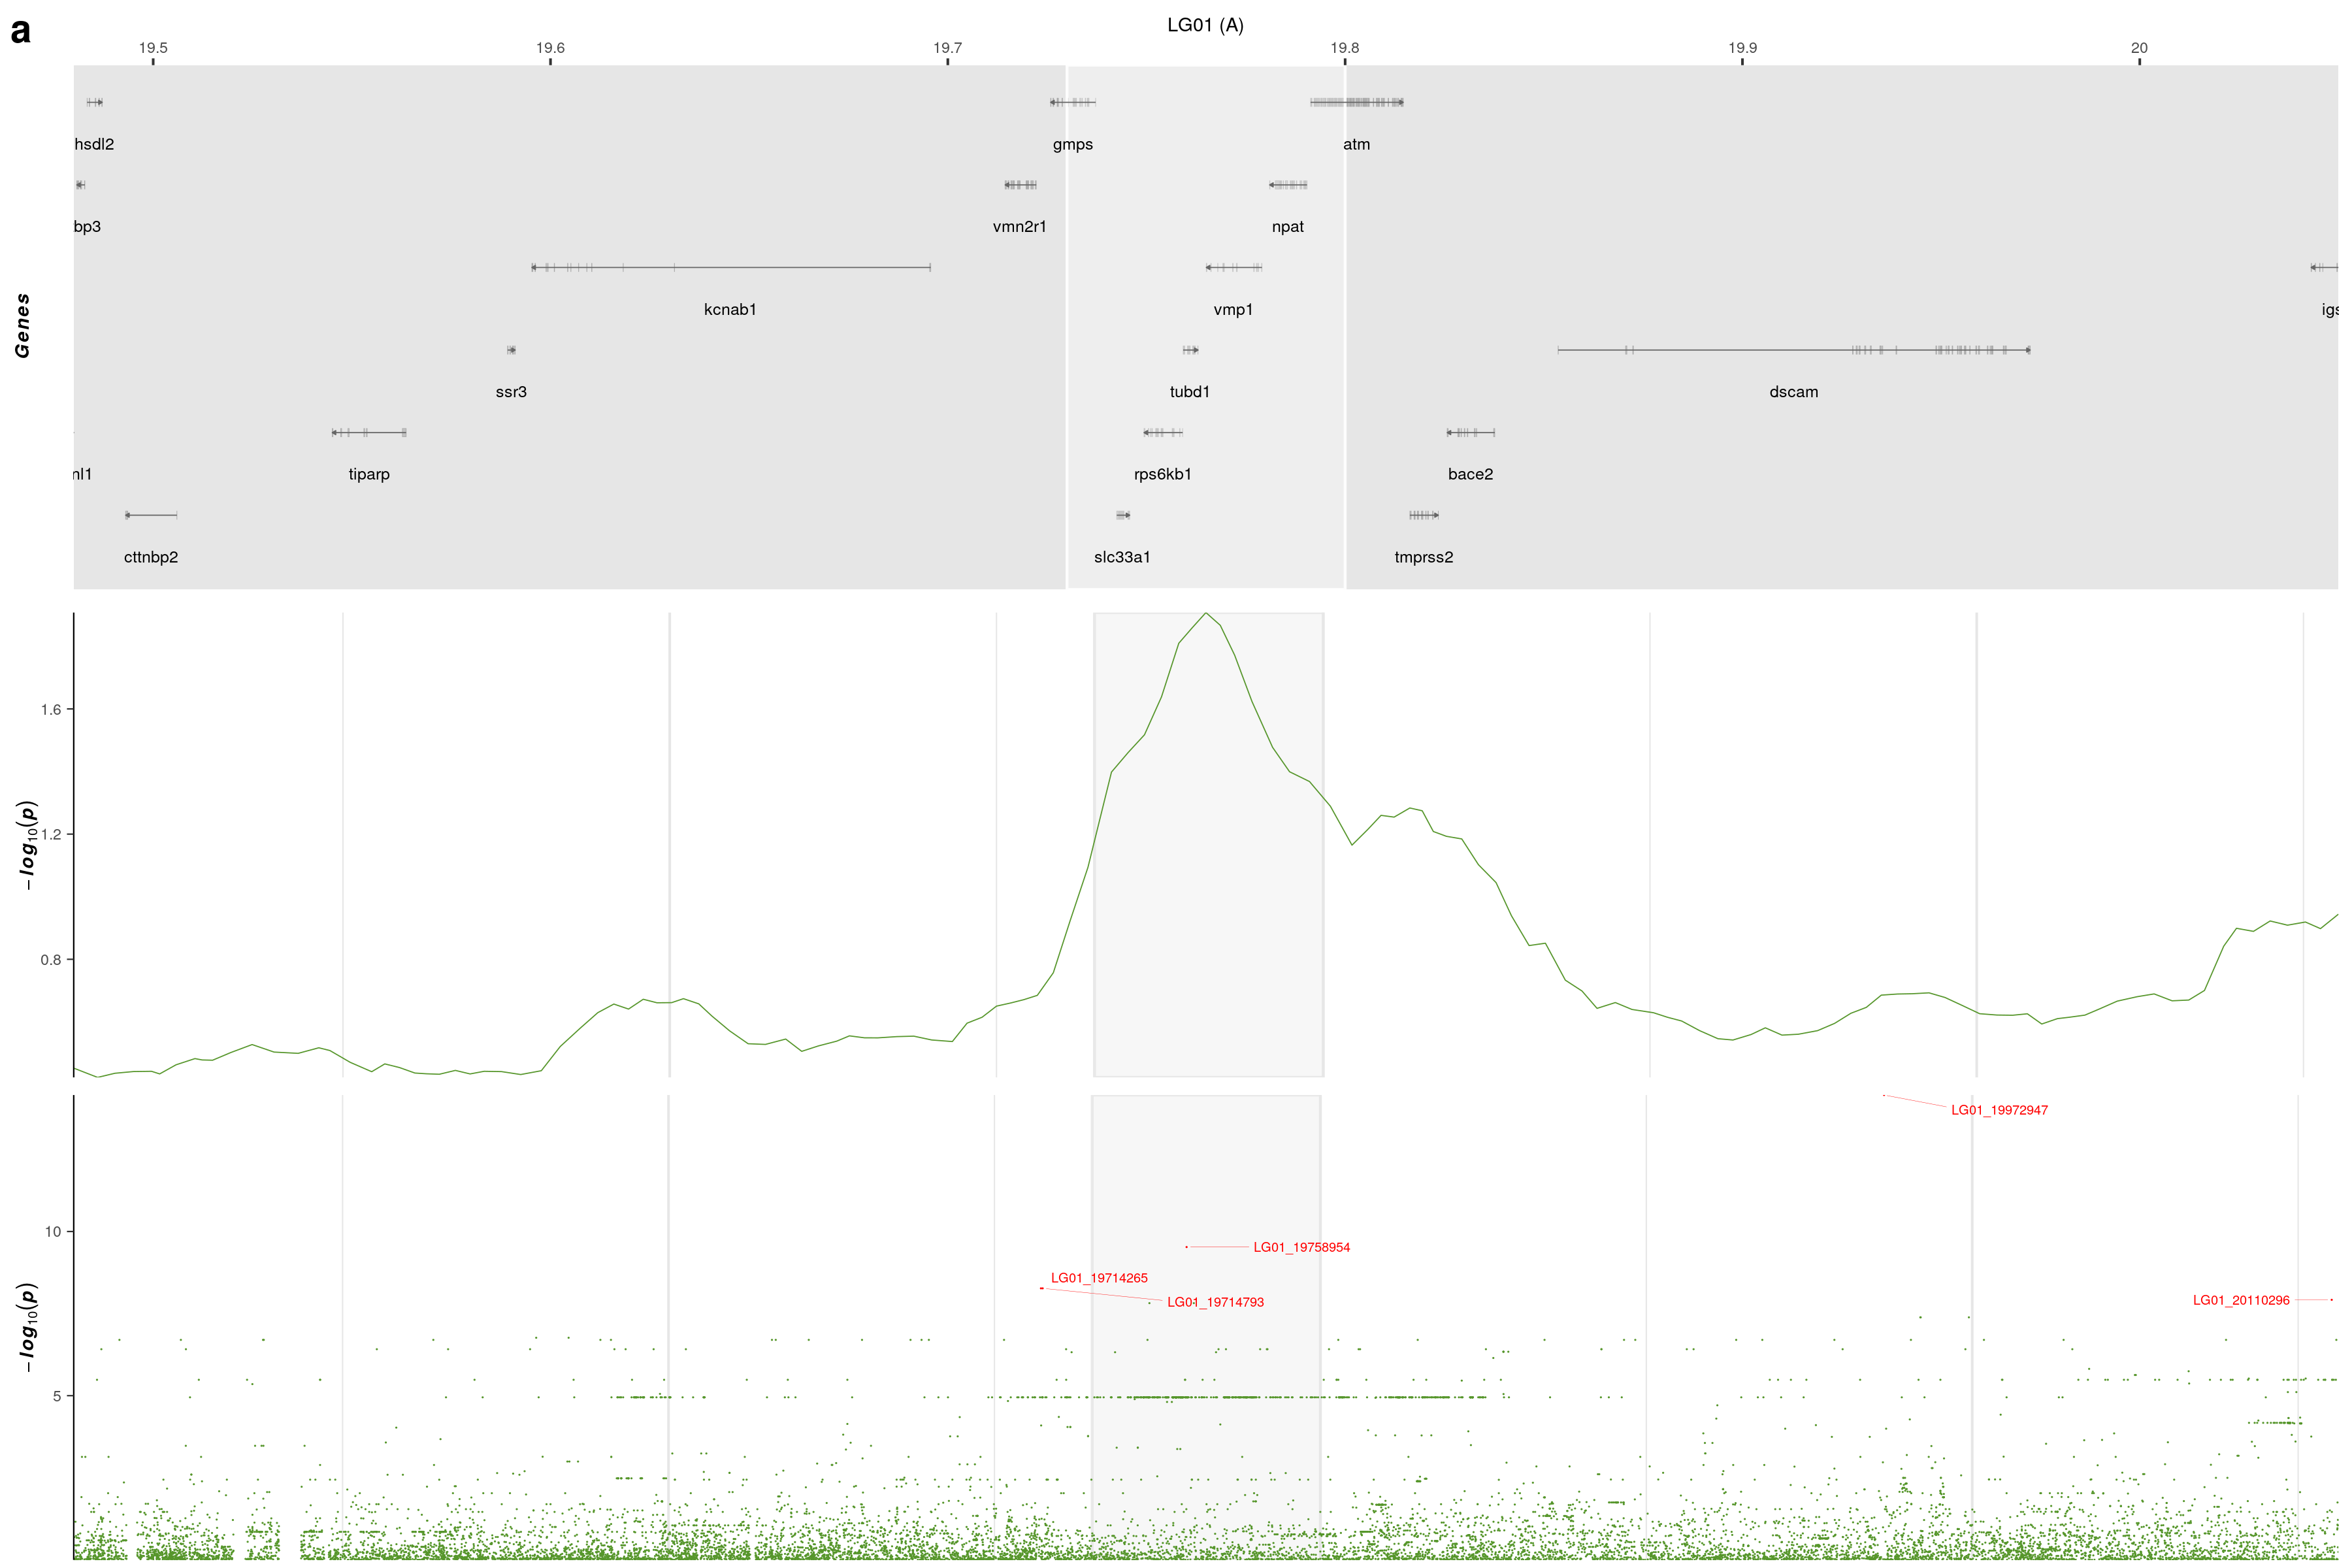 a
LG01 (A)
19.5 19.6 19.7 19.8 19.9 20
hsdl2 gmps atm
bp3 vmn2r1 npat
kcnab1 vmp1 igs
Genes
ssr3 tubd1 dscam
nl1 tiparp rps6kb1 bace2
cttnbp2 slc33a1 tmprss2
1.6
1.2
0.8
−log10(p)
LG01_19972947
10
LG01_19758954
LG01_19714265
LG01_19714793
LG01_20110296
5
−log10(p)